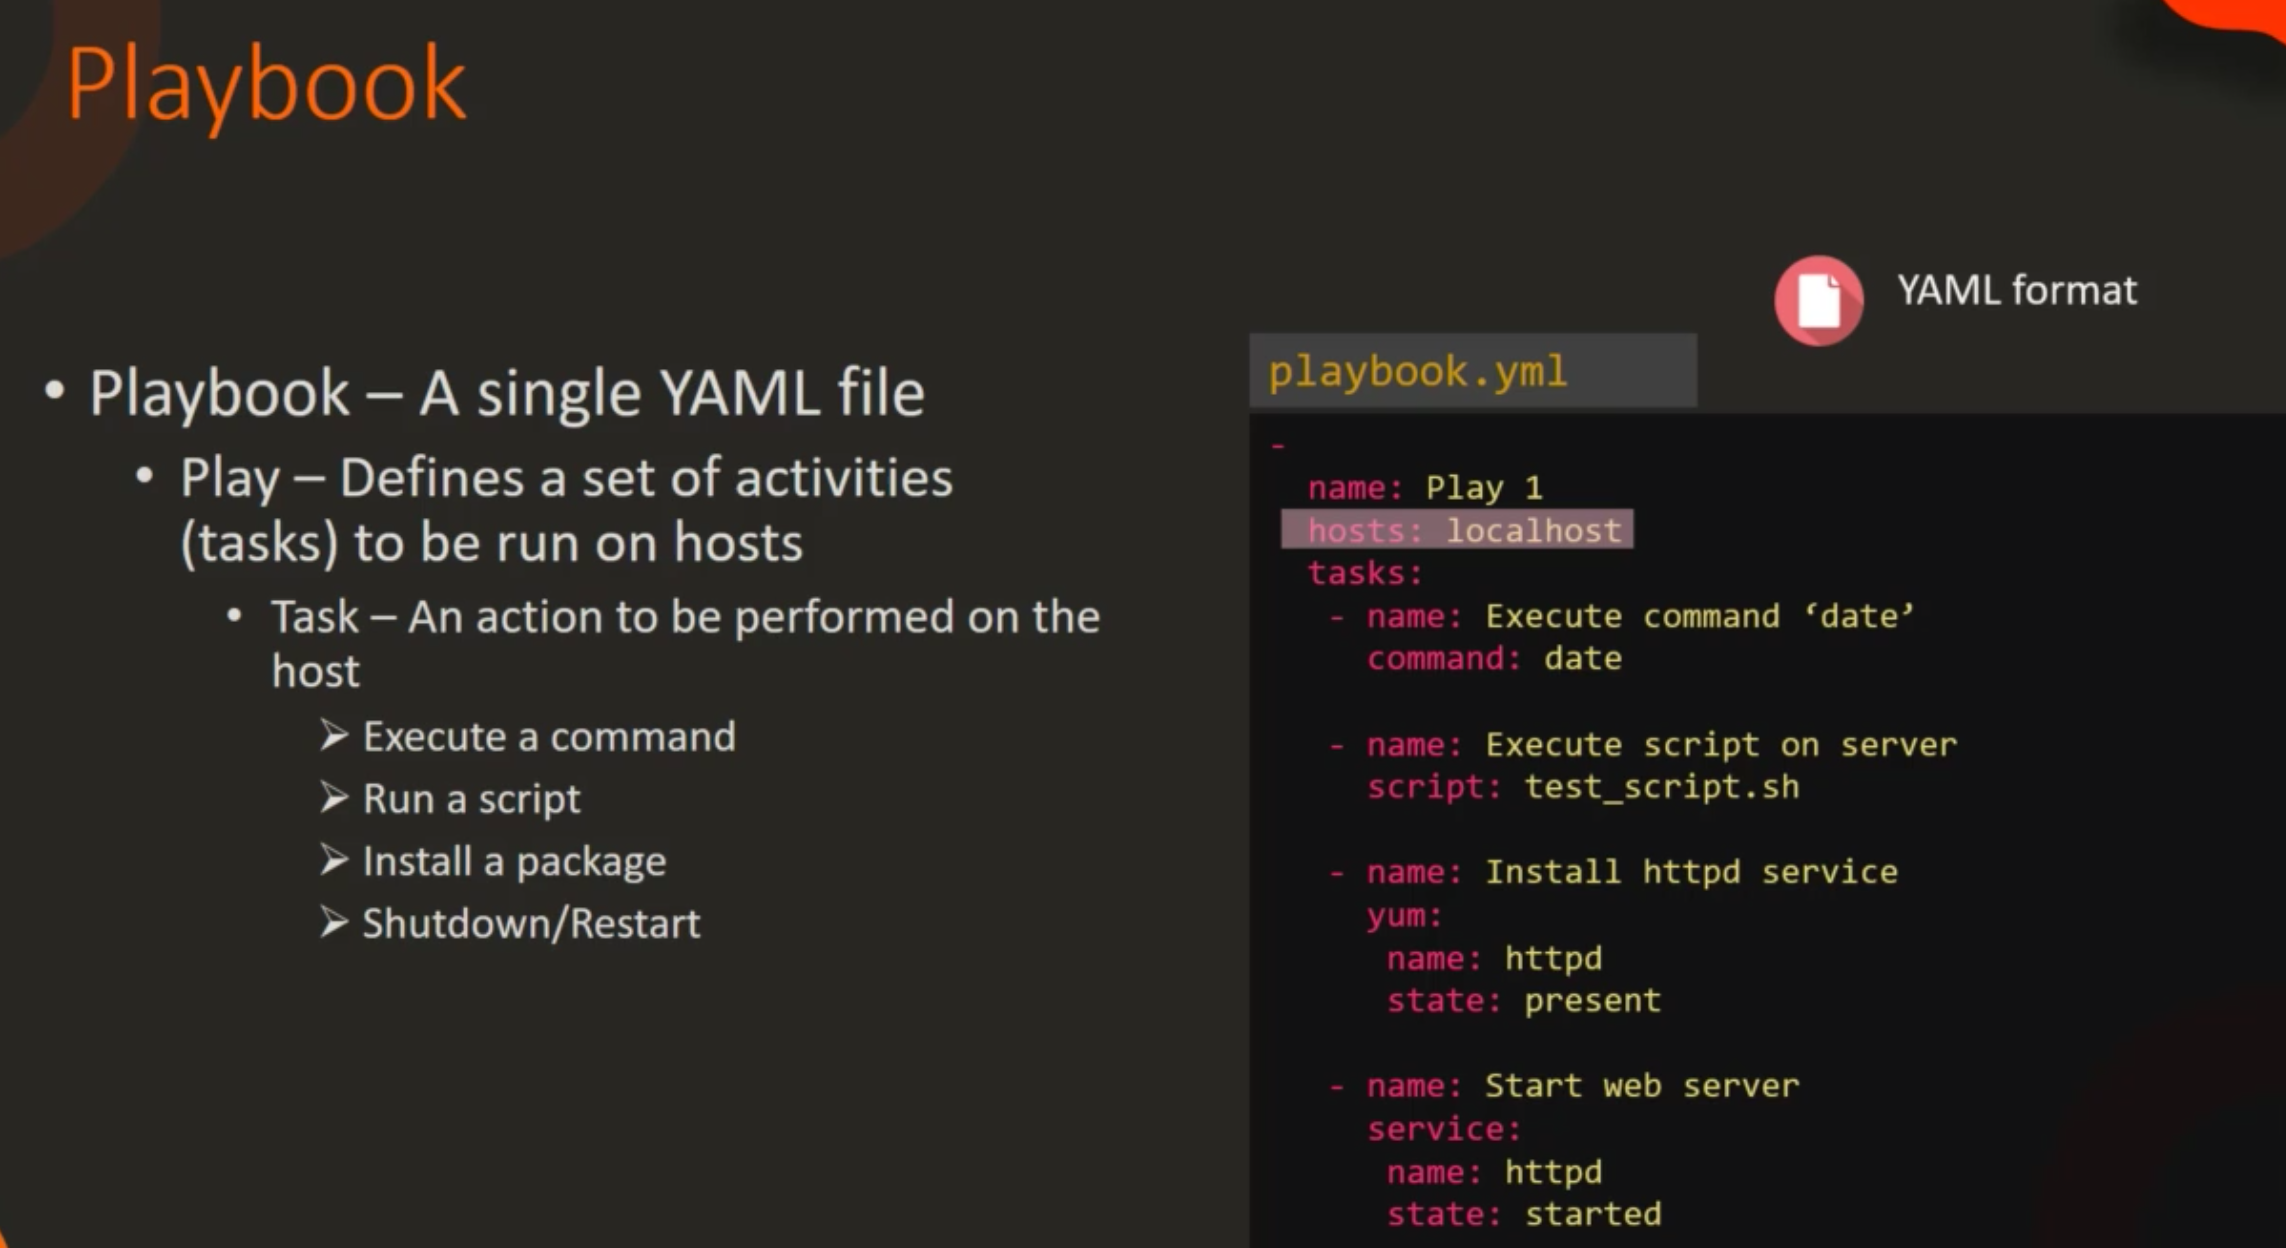 Playbook
• Playbook – A single YAML file
• Play – Defines a set of activities
(tasks) to be run on hosts
• Task – An action to be performed on the
host
➢ Execute a command
➢ Run a script
➢ Install a package
➢ Shutdown/Restart
YAML format
playbook.yml
-
name: Play 1
hosts: localhost
tasks:
- name: Execute command ‘date’
command: date
- name: Execute script on server
script: test_script.sh
- name: Install httpd service
yum:
name: httpd
state: present
- name: Start web server
service:
name: httpd
state: started